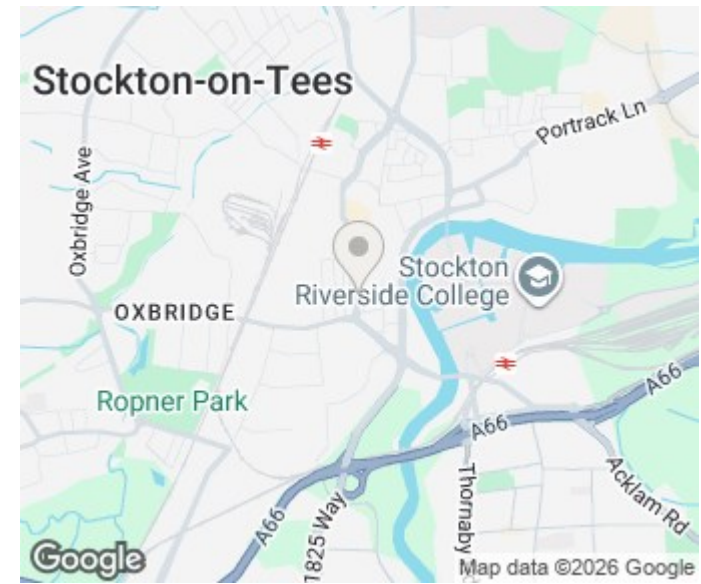 Stockton-on-Tees
Portrack Ln
Oxbridge Ave
Stockton
Riverside College
OXBRIDGE
Ropner Park
A66
A66
A66
1825 Way
Thornaby
Acklam Rd
Google
Map data ©2026 Google